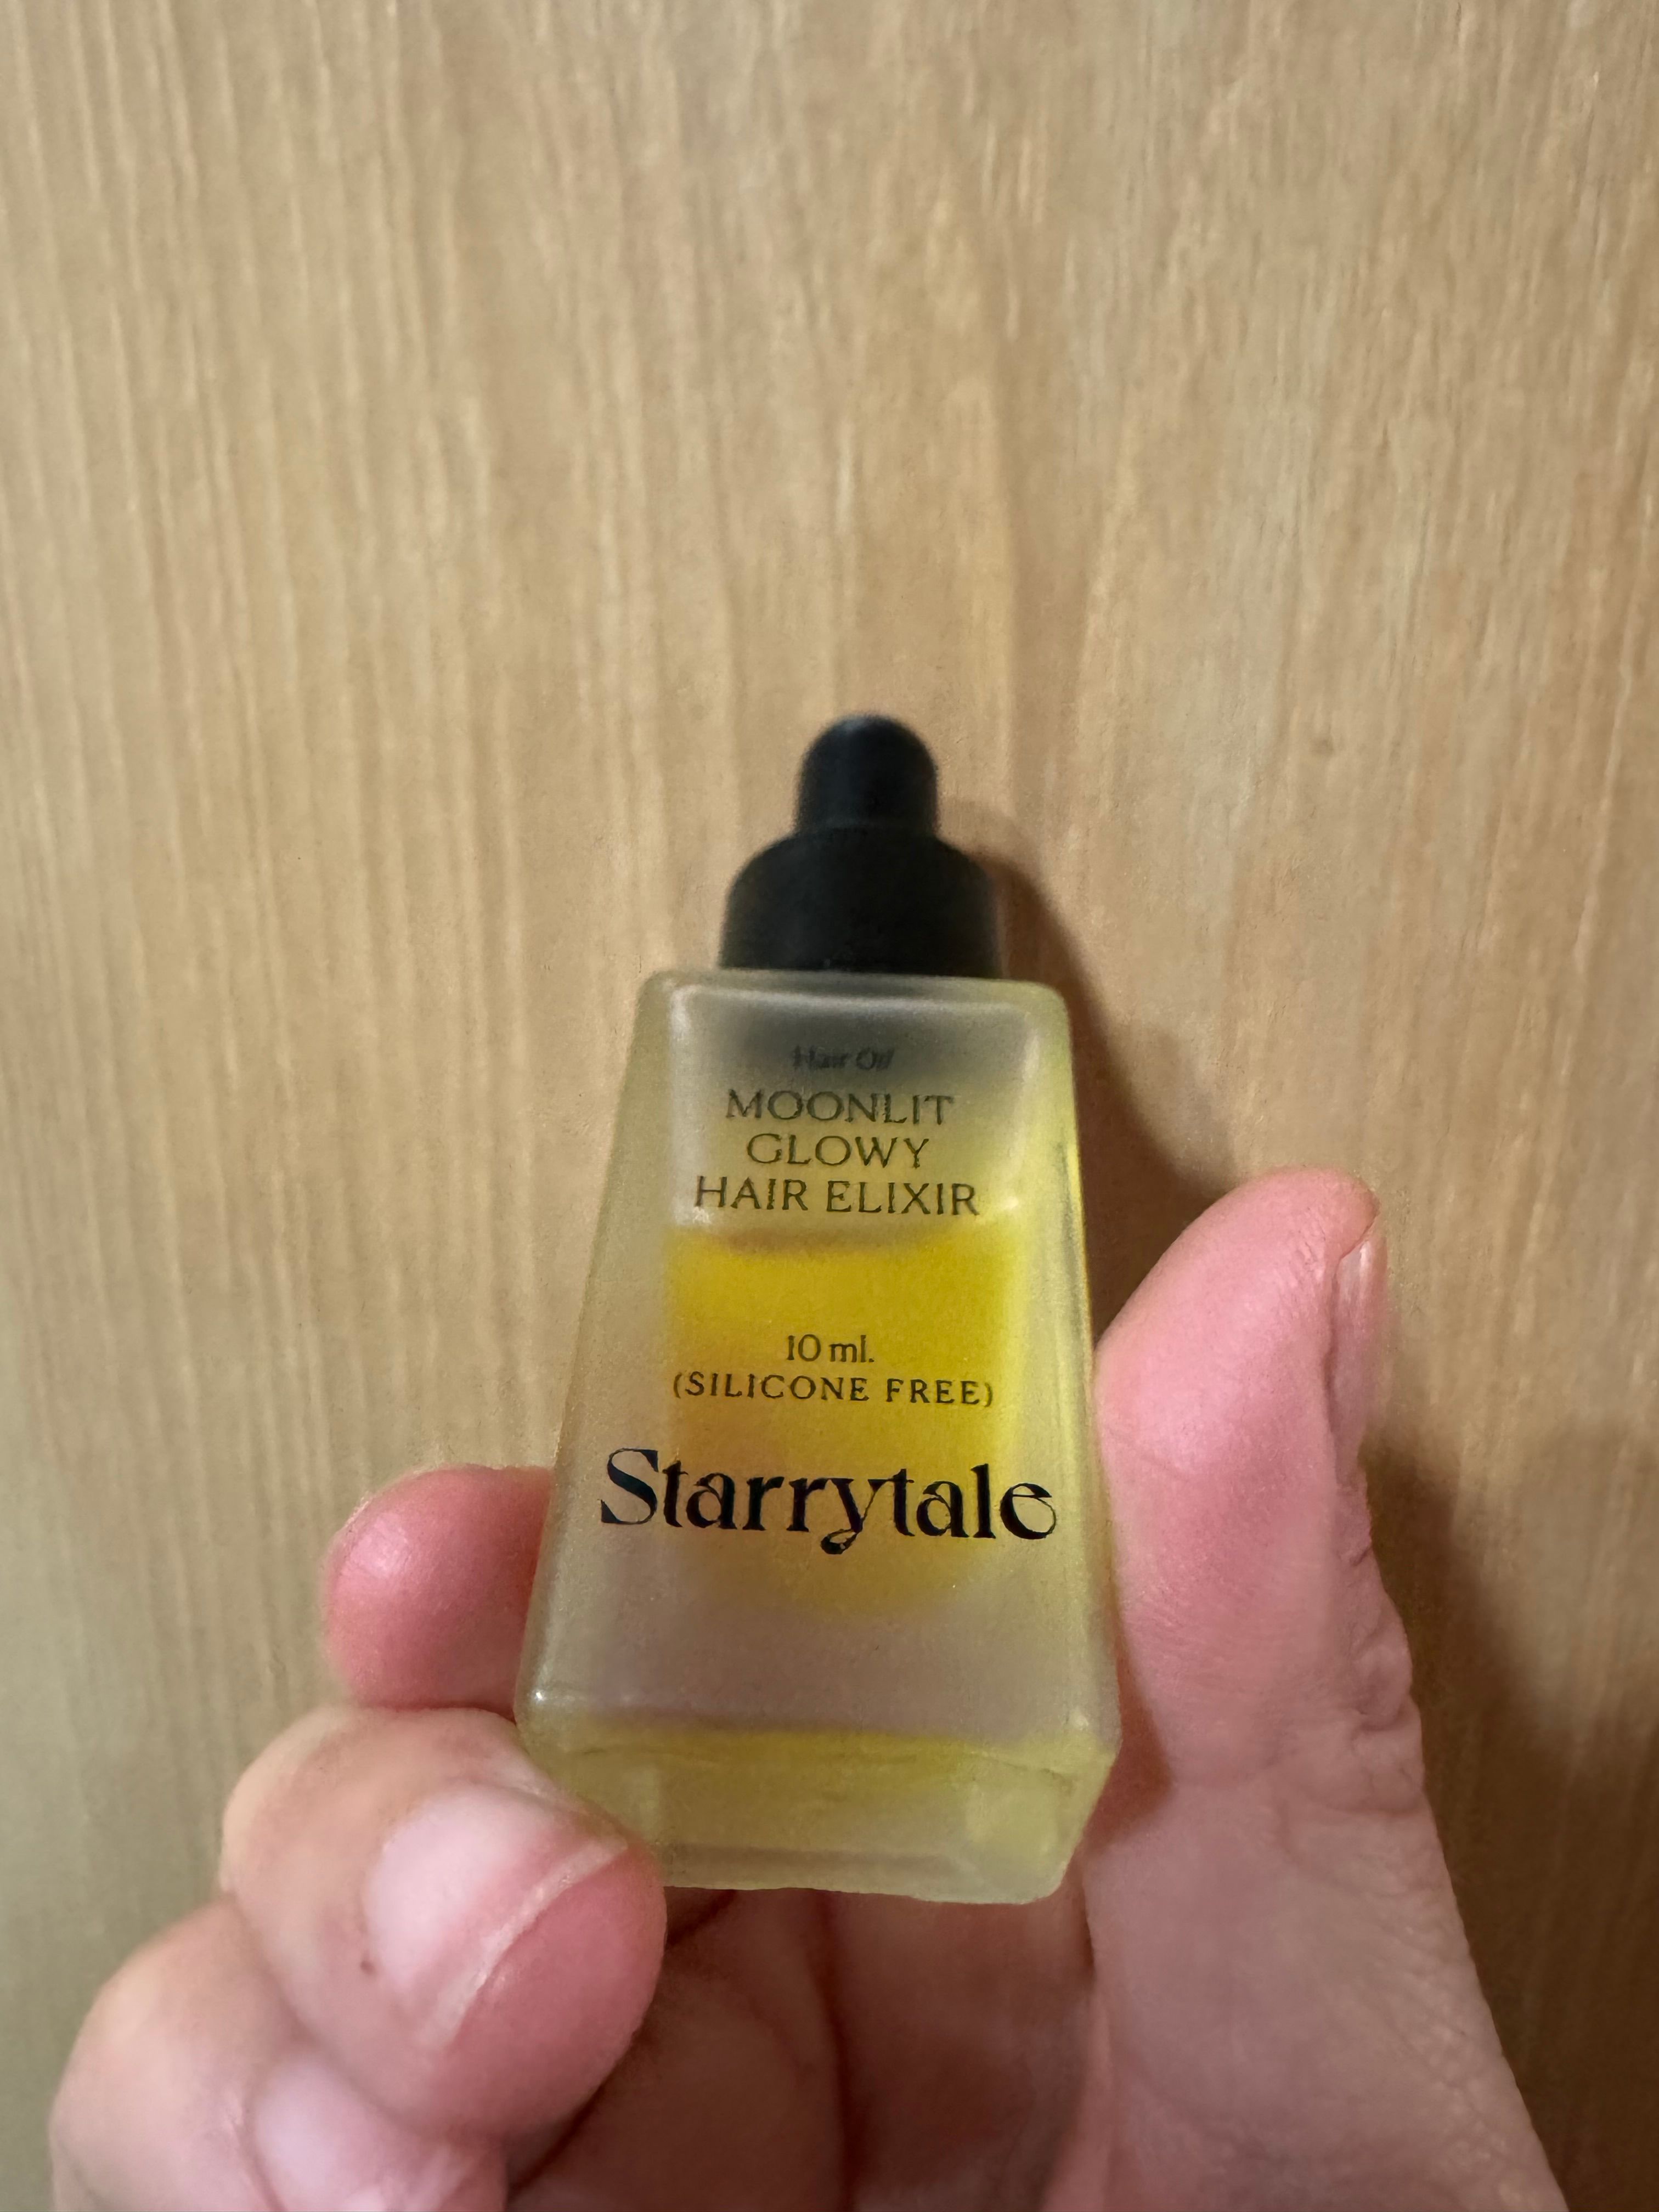 Hair Oil
MOONLIT
GLOWY
HAIR ELIXIR
10 ml.
(SILICONE FREE)
Starrytale